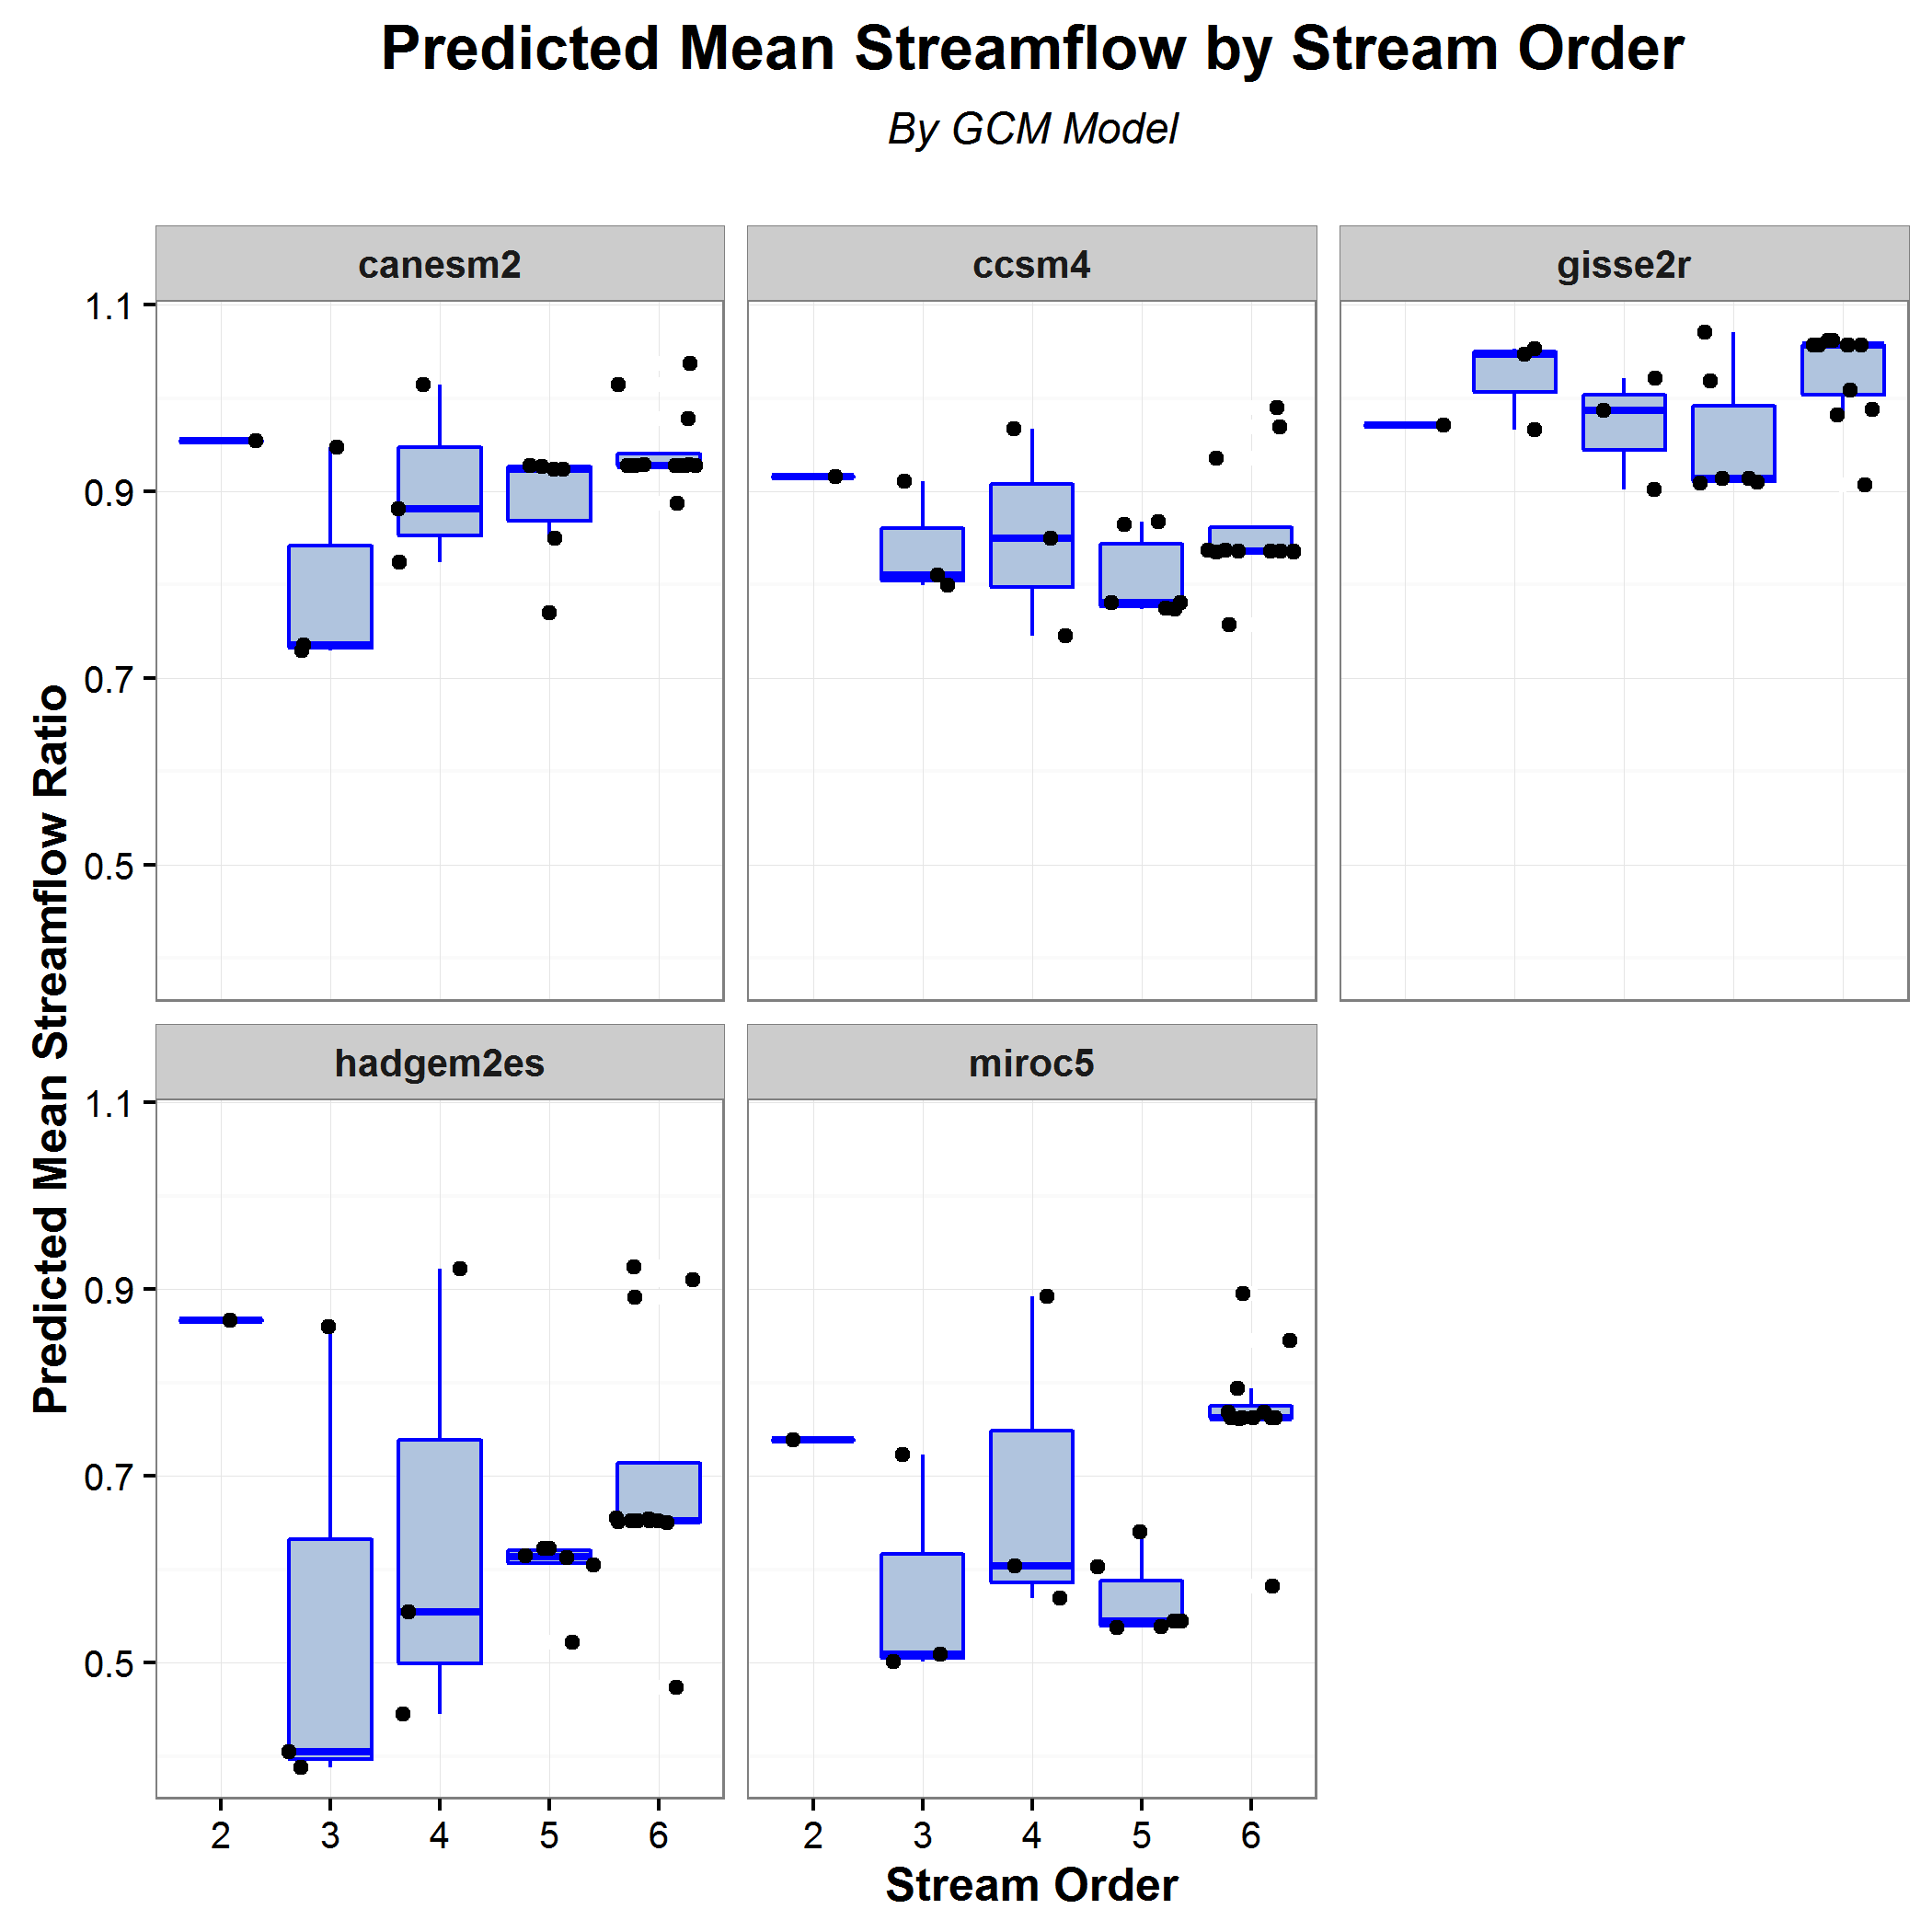 Predicted Mean Streamflow by Stream Order
By GCM Model
canesm2
ccsm4
gisse2r
1.1
0.9
0.7
0.5
Predicted Mean Streamflow Ratio
hadgem2es
miroc5
1.1
0.9
0.7
0.5
2 3 4 5 6
2 3 4 5 6
Stream Order